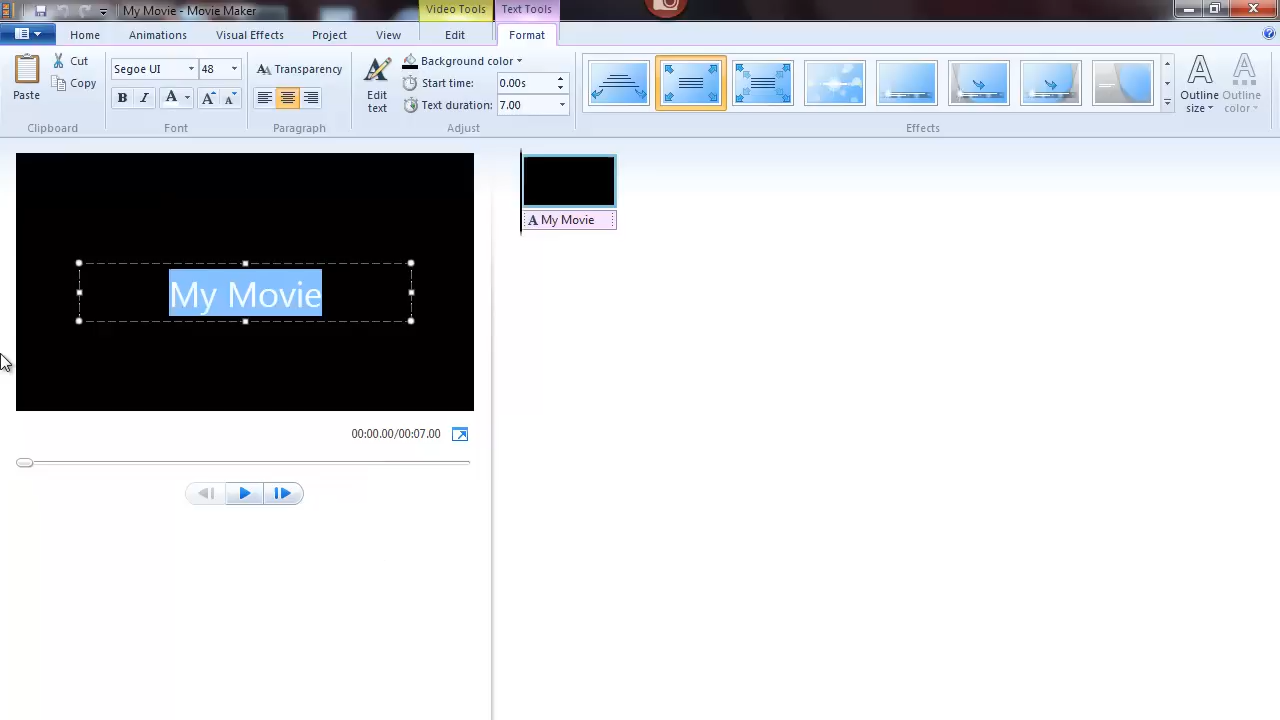 My Movie - Movie Maker
Video Tools
Text Tools
Home
Animations
Visual Effects
Project
View
Edit
Format
Paste
Cut
Copy
Clipboard
Segoe UI
48
B I A A A
Font
Transparency
Paragraph
Edit text
Background color
Start time: 0.00s
Text duration: 7.00
Adjust
Effects
Outline size
Outline color
My Movie
A My Movie
00:00.00/00:07.00